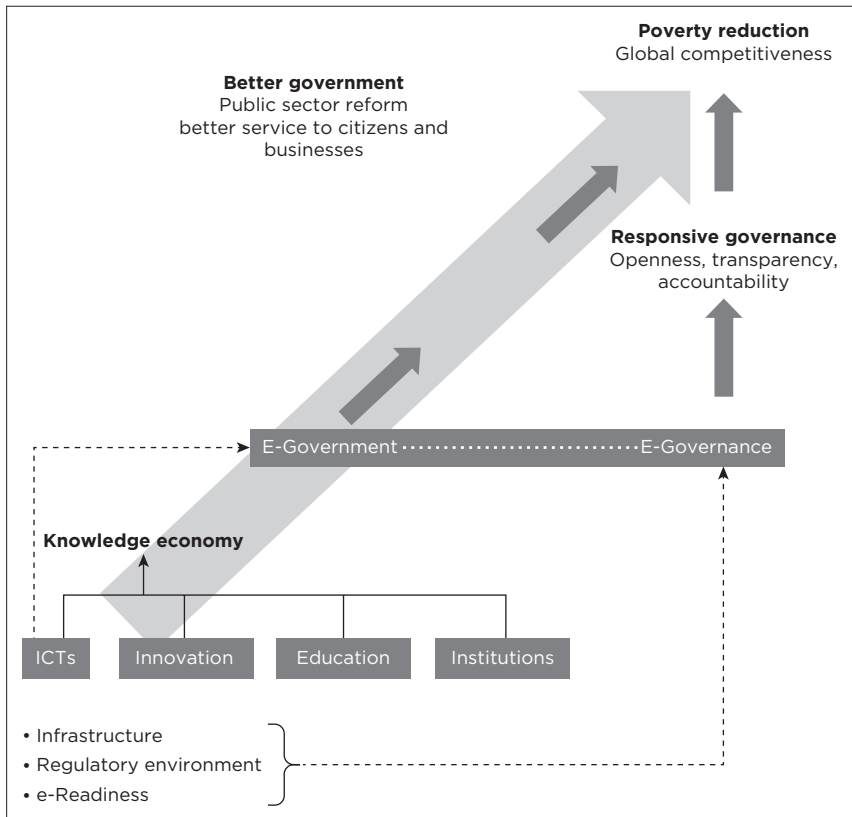 Poverty reduction
Global competitiveness
Better government
Public sector reform
better service to citizens and
businesses
Responsive governance
Openness, transparency,
accountability
E-Government
E-Governance
Knowledge economy
ICTs
Innovation
Education
Institutions
• Infrastructure
• Regulatory environment
• e-Readiness